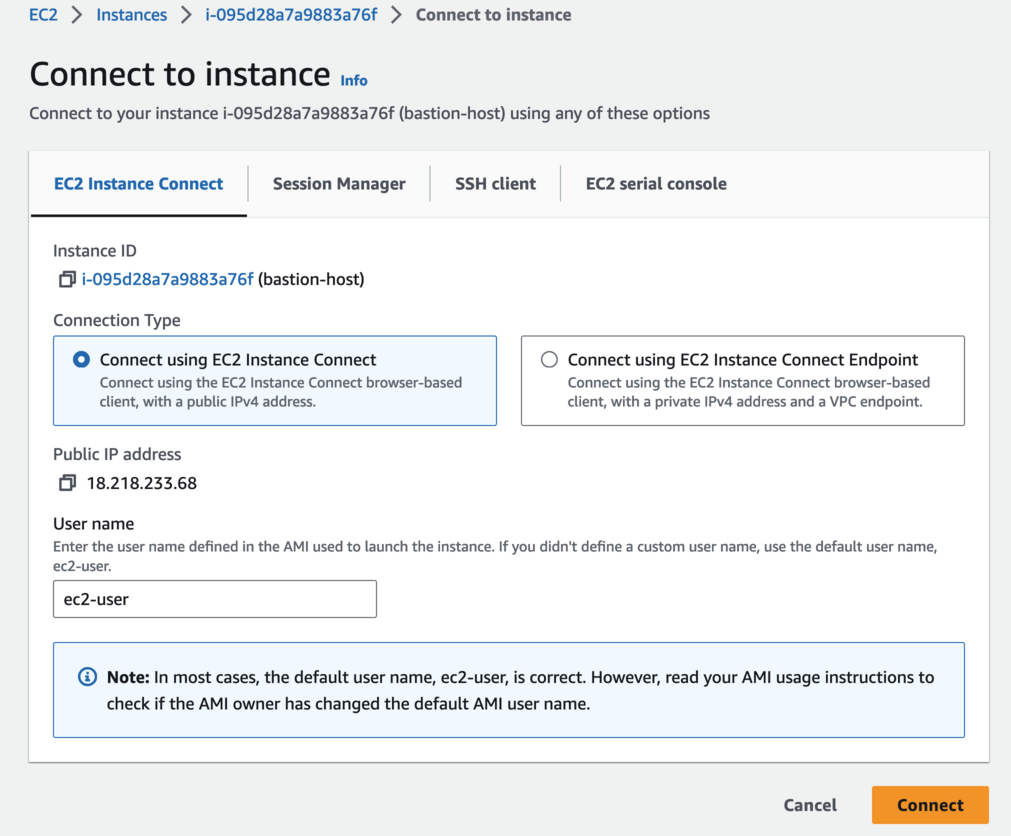 EC2 > Instances > i-095d28a7a9883a76f > Connect to instance
Connect to instance Info
Connect to your instance i-095d28a7a9883a76f (bastion-host) using any of these options
EC2 Instance Connect Session Manager SSH client EC2 serial console
Instance ID
i-095d28a7a9883a76f (bastion-host)
Connection Type
Connect using EC2 Instance Connect
Connect using the EC2 Instance Connect browser-based
client, with a public IPv4 address.
Connect using EC2 Instance Connect Endpoint
Connect using the EC2 Instance Connect browser-based
client, with a private IPv4 address and a VPC endpoint.
Public IP address
18.218.233.68
User name
Enter the user name defined in the AMI used to launch the instance. If you didn't define a custom user name, use the default user name,
ec2-user.
ec2-user
Note: In most cases, the default user name, ec2-user, is correct. However, read your AMI usage instructions to
check if the AMI owner has changed the default AMI user name.
Cancel Connect